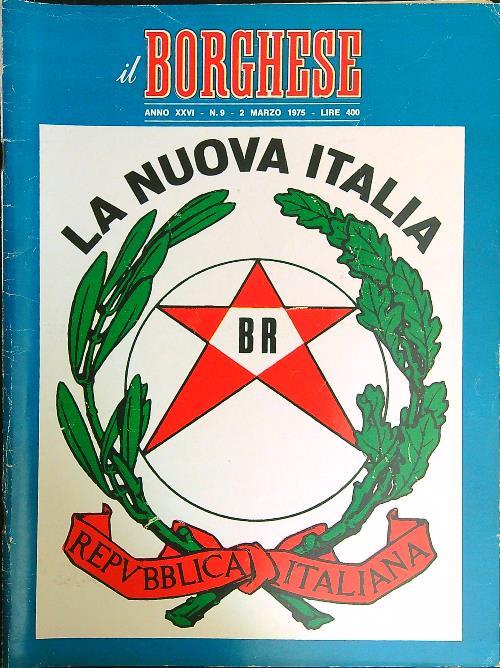 il BORGHESE
ANNO XXVI - N. 9 - 2 MARZO 1975 - LIRE 400
LA NUOVA ITALIA
BR
REPVBBLICA ITALIANA